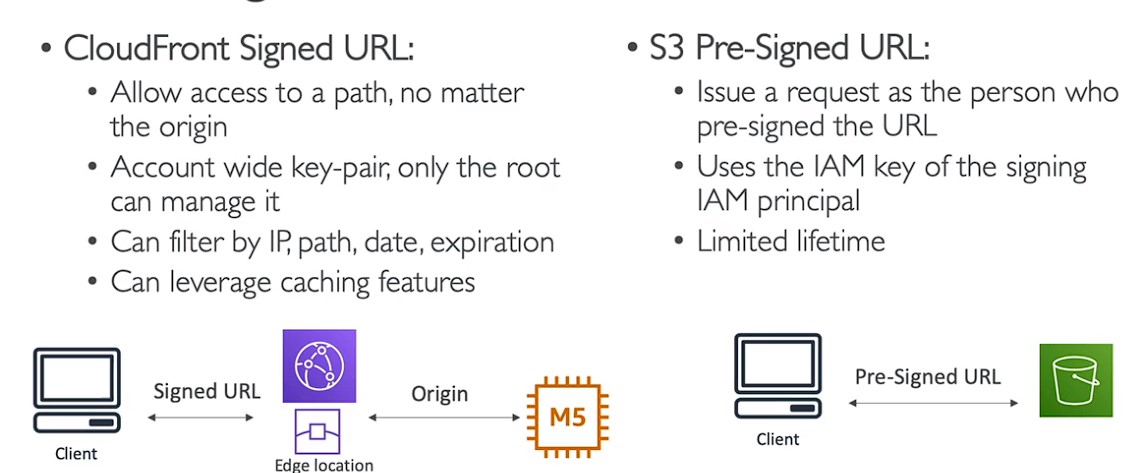 • CloudFront Signed URL:
• Allow access to a path, no matter
the origin
• Account wide key-pair, only the root
can manage it
• Can filter by IP, path, date, expiration
• Can leverage caching features
• S3 Pre-Signed URL:
• Issue a request as the person who
pre-signed the URL
• Uses the IAM key of the signing
IAM principal
• Limited lifetime
Signed URL
Origin
M5
Client
Edge location
Pre-Signed URL
Client